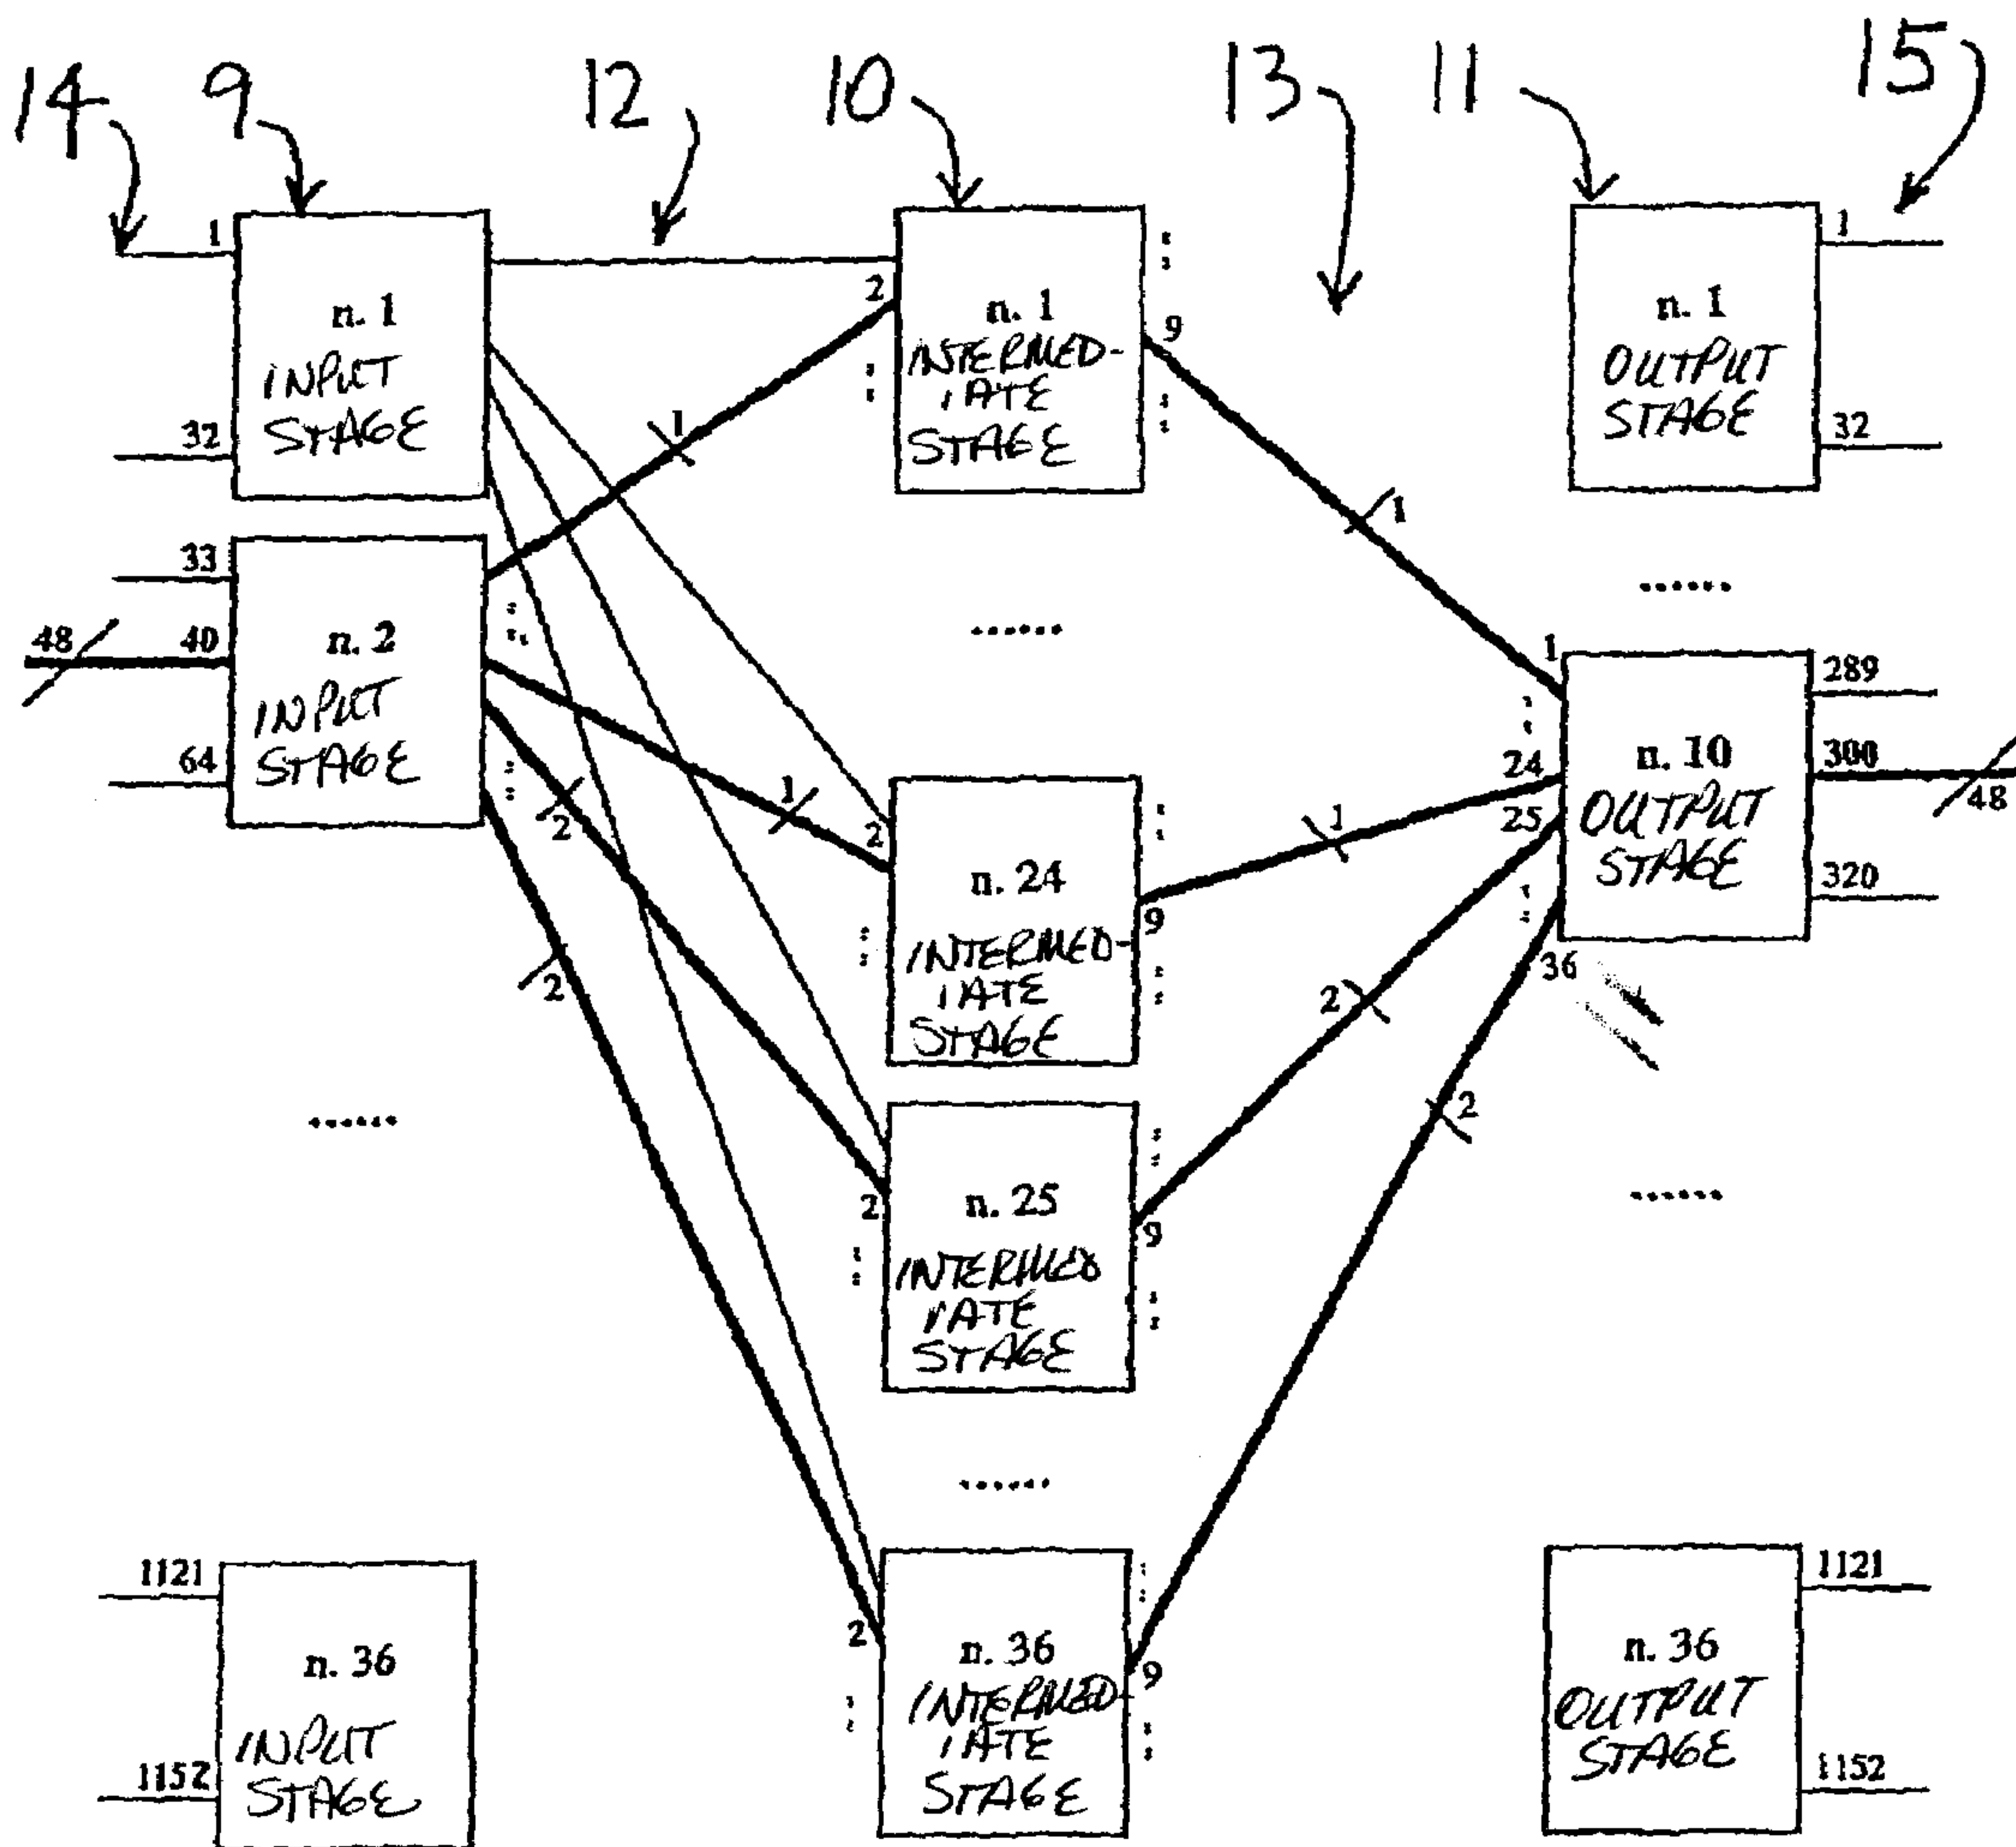 14
9
12
10
13
11
15
1
n. 1
INPUT
STAGE
32
2
n. 1
INTERMED-
IATE
STAGE
9
n. 1
OUTPUT
STAGE
1
32
1
1
33
48
40
64
n. 2
INPUT
STAGE
1
2
2
2
n. 24
INTERMED-
IATE
STAGE
9
1
2
2
1
24
25
36
n. 10
OUTPUT
STAGE
289
300
48
320
......
......
......
......
......
2
n. 25
INTERMED
IATE
STAGE
9
1121
1152
n. 36
INPUT
STAGE
2
n. 36
INTERMED-
IATE
STAGE
9
n. 36
OUTPUT
STAGE
1121
1152